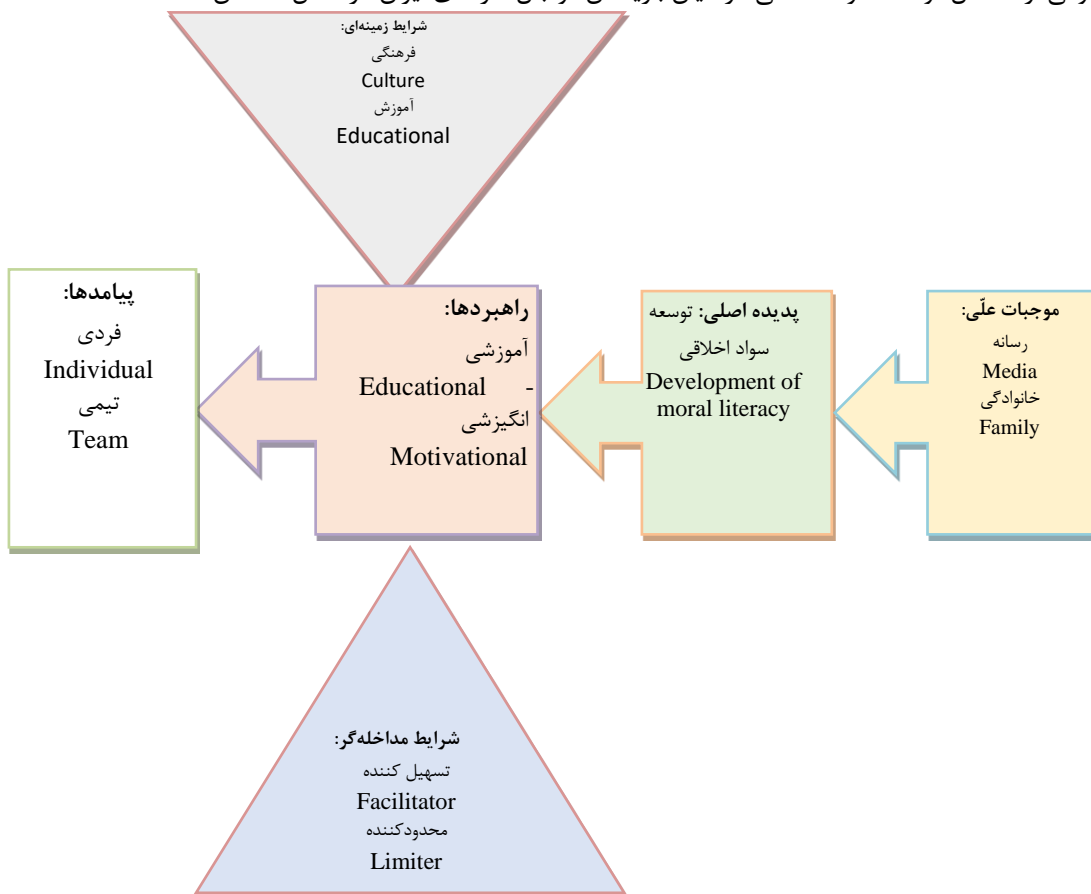 شرایط زمینه‌ای:
فرهنگی
Culture
آموزش
Educational
موجبات علّی:
رسانه
Media
خانوادگی
Family
پدیده اصلی: توسعه
سواد اخلاقی
Development of
moral literacy
راهبردها:
آموزشی
Educational -
انگیزشی
Motivational
پیامدها:
فردی
Individual
تیمی
Team
شرایط مداخله‌گر:
تسهیل کننده
Facilitator
محدودکننده
Limiter